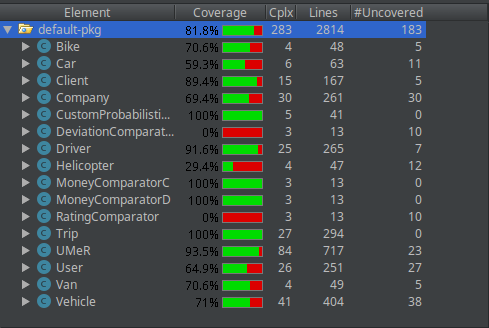 Element Coverage Cplx Lines #Uncovered
default-pkg 81.8% 283 2814 183
Bike 70.6% 4 48 5
Car 59.3% 6 63 11
Client 89.4% 15 167 5
Company 69.4% 30 261 30
CustomProbabilisti... 100% 5 41 0
DeviationComparat... 0% 3 13 10
Driver 91.6% 25 265 7
Helicopter 29.4% 4 47 12
MoneyComparatorC 100% 3 13 0
MoneyComparatorD 100% 3 13 0
RatingComparator 0% 3 13 10
Trip 100% 27 294 0
UMeR 93.5% 84 717 23
User 64.9% 26 251 27
Van 70.6% 4 49 5
Vehicle 71% 41 404 38